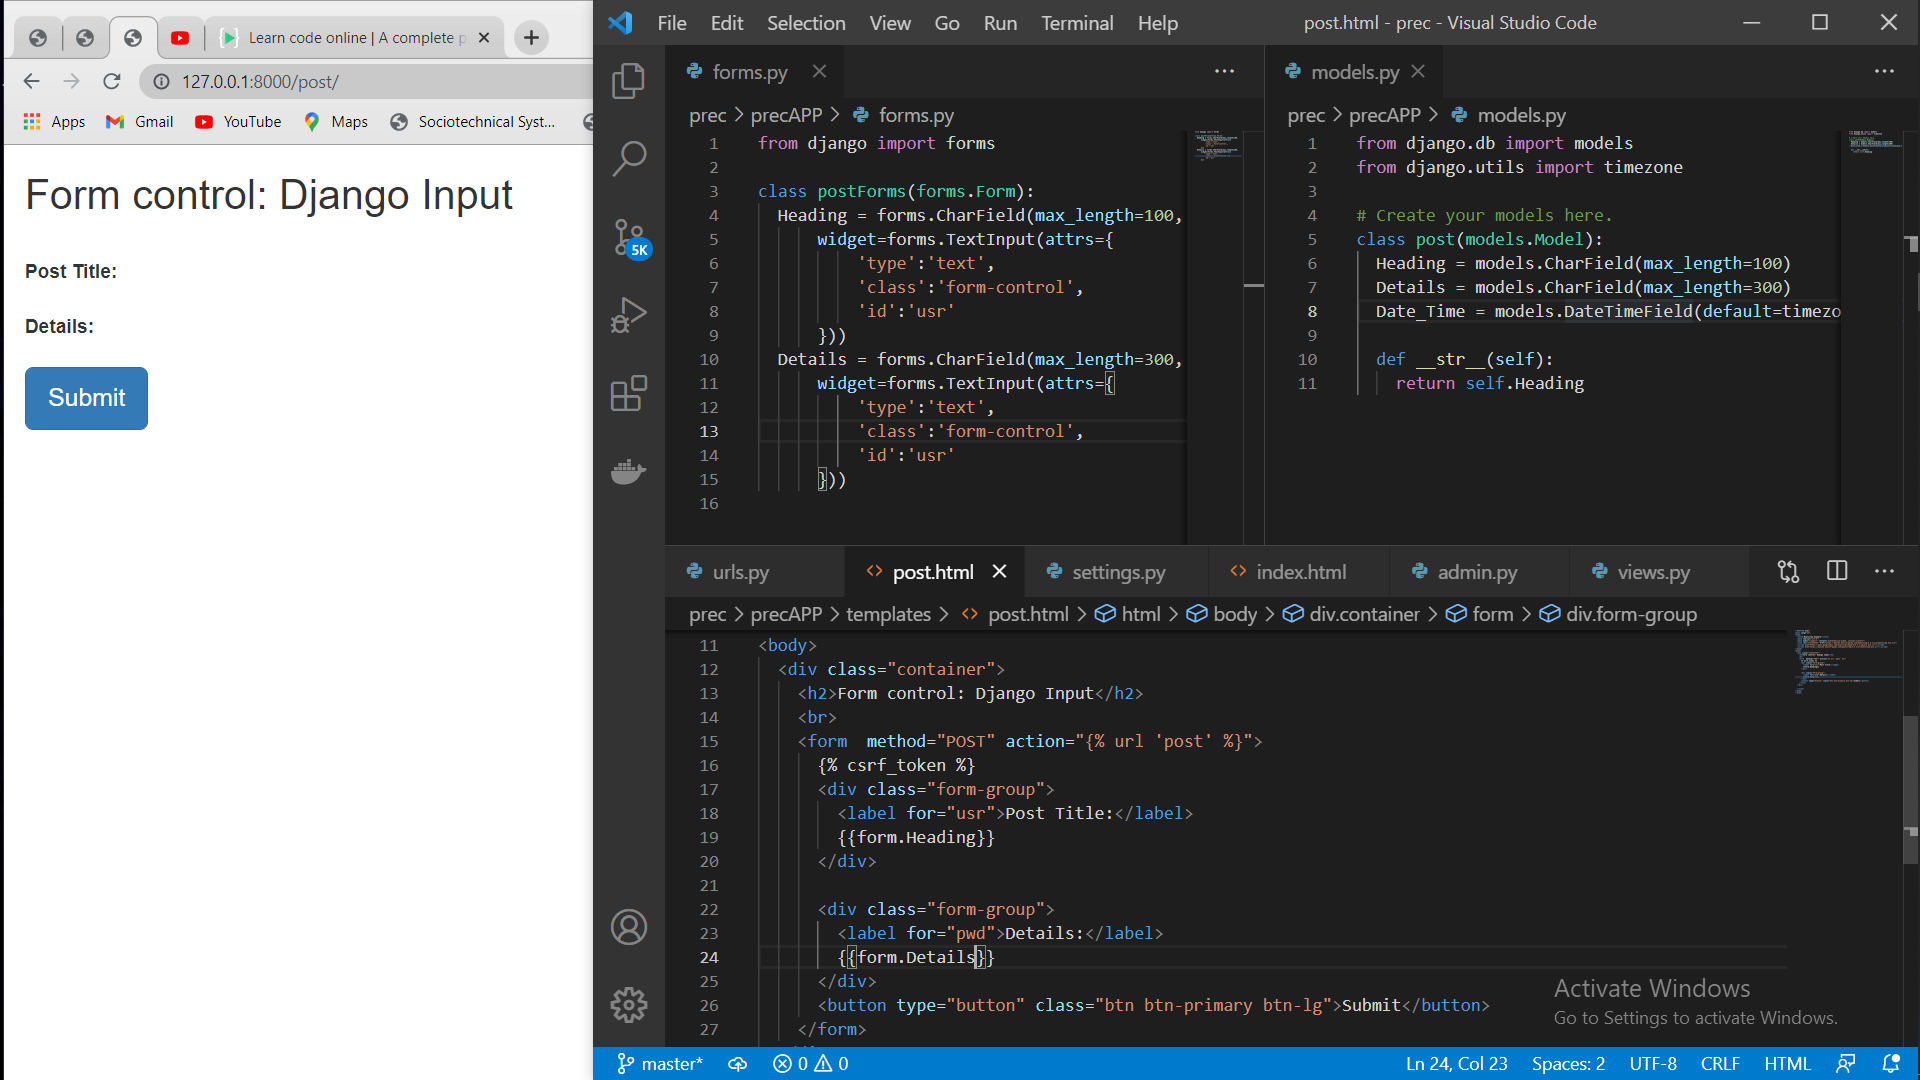 Learn code online | A complete p
127.0.0.1:8000/post/
Apps Gmail YouTube Maps Sociotechnical Syst...
Form control: Django Input
Post Title:
Details:
Submit
File Edit Selection View Go Run Terminal Help
post.html - prec - Visual Studio Code
5K
forms.py
prec > precAPP > forms.py
1 from django import forms
2
3 class postForms(forms.Form):
4 Heading = forms.CharField(max_length=100,
5 widget=forms.TextInput(attrs={
6 'type':'text',
7 'class':'form-control',
8 'id':'usr'
9 }))
10 Details = forms.CharField(max_length=300,
11 widget=forms.TextInput(attrs={
12 'type':'text',
13 'class':'form-control',
14 'id':'usr'
15 }))
16
models.py
prec > precAPP > models.py
1 from django.db import models
2 from django.utils import timezone
3
4 # Create your models here.
5 class post(models.Model):
6 Heading = models.CharField(max_length=100)
7 Details = models.CharField(max_length=300)
8 Date_Time = models.DateTimeField(default=timezo
9
10 def __str__(self):
11 return self.Heading
urls.py post.html settings.py index.html admin.py views.py
prec > precAPP > templates > post.html > html > body > div.container > form > div.form-group
11 <body>
12 <div class="container">
13 <h2>Form control: Django Input</h2>
14 <br>
15 <form  method="POST" action="{% url 'post' %}">
16 {% csrf_token %}
17 <div class="form-group">
18 <label for="usr">Post Title:</label>
19 {{form.Heading}}
20 </div>
21
22 <div class="form-group">
23 <label for="pwd">Details:</label>
24 {{form.Details}}
25 </div>
26 <button type="button" class="btn btn-primary btn-lg">Submit</button>
27 </form>
Activate Windows
Go to Settings to activate Windows.
master* 0 0 Ln 24, Col 23 Spaces: 2 UTF-8 CRLF HTML